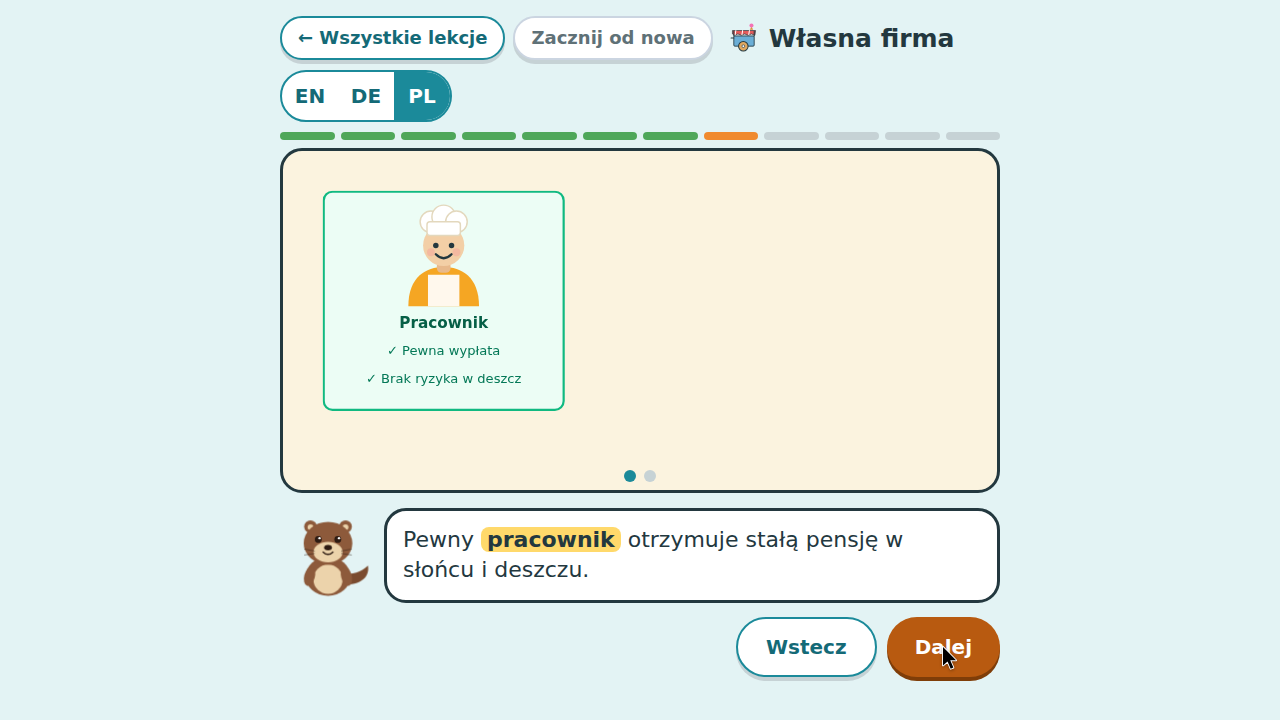 ← Wszystkie lekcje
Zacznij od nowa
Własna firma
EN DE PL
Pracownik
✓ Pewna wypłata
✓ Brak ryzyka w deszcz
Pewny pracownik otrzymuje stałą pensję w
słońcu i deszczu.
Wstecz
Dalej